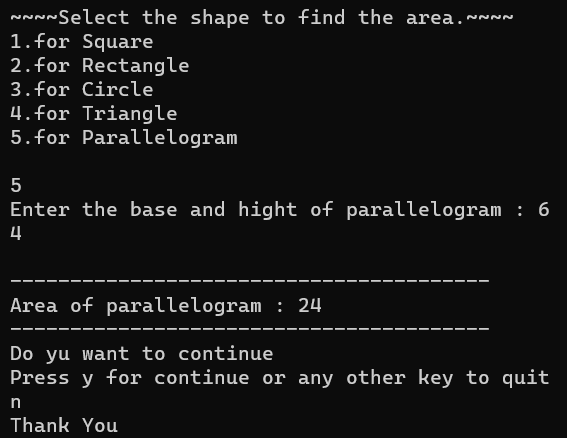 ~~~~Select the shape to find the area.~~~~
1.for Square
2.for Rectangle
3.for Circle
4.for Triangle
5.for Parallelogram
5
Enter the base and hight of parallelogram : 6
4
----------------------------------------
Area of parallelogram : 24
----------------------------------------
Do yu want to continue
Press y for continue or any other key to quit
n
Thank You